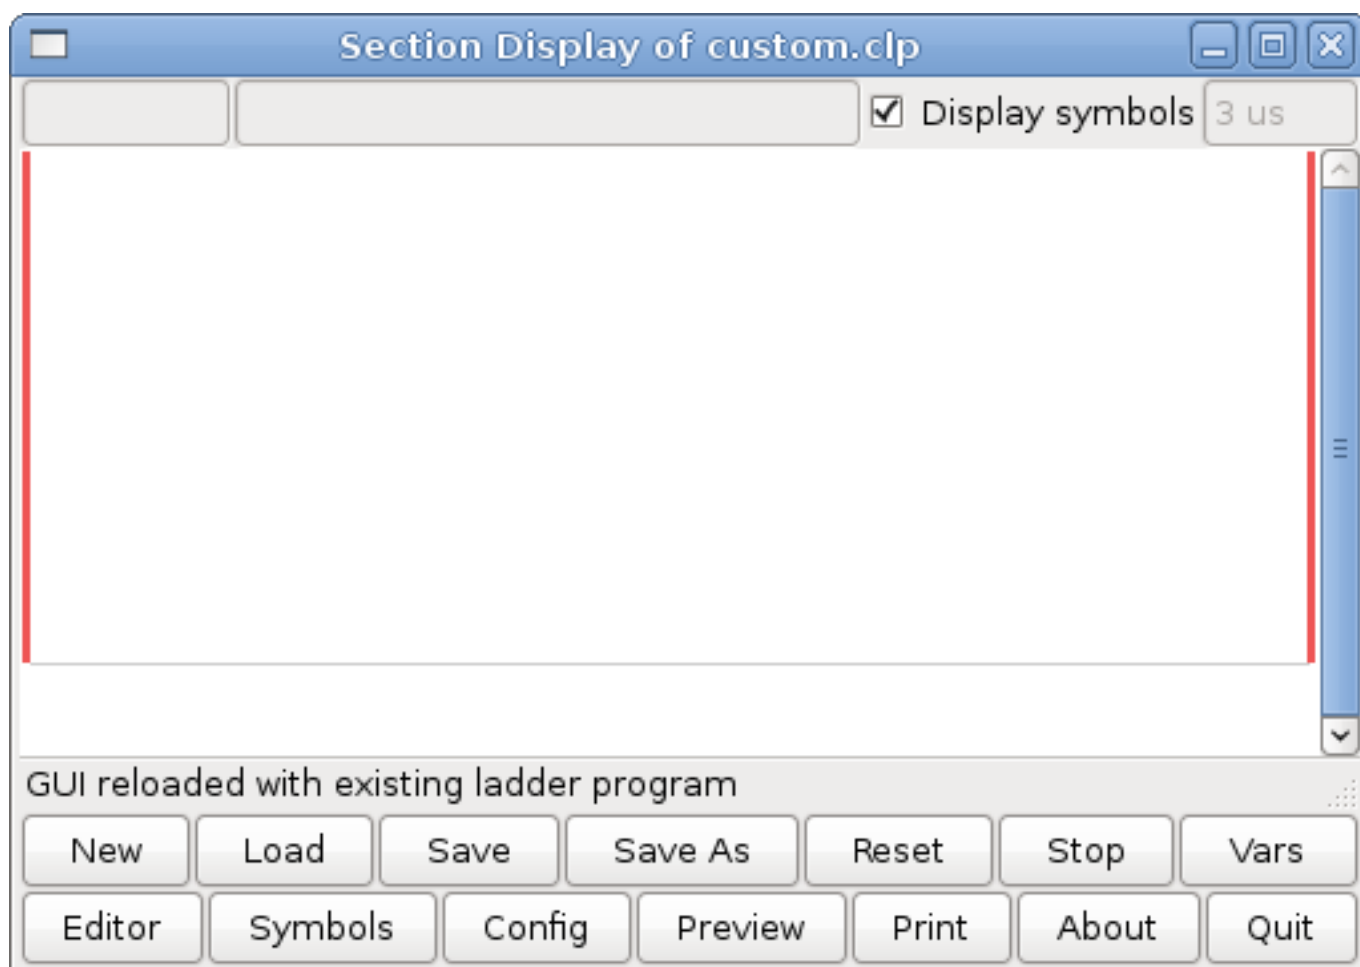 Section Display of custom.clp
Display symbols 3 us
GUI reloaded with existing ladder program
New Load Save Save As Reset Stop Vars
Editor Symbols Config Preview Print About Quit